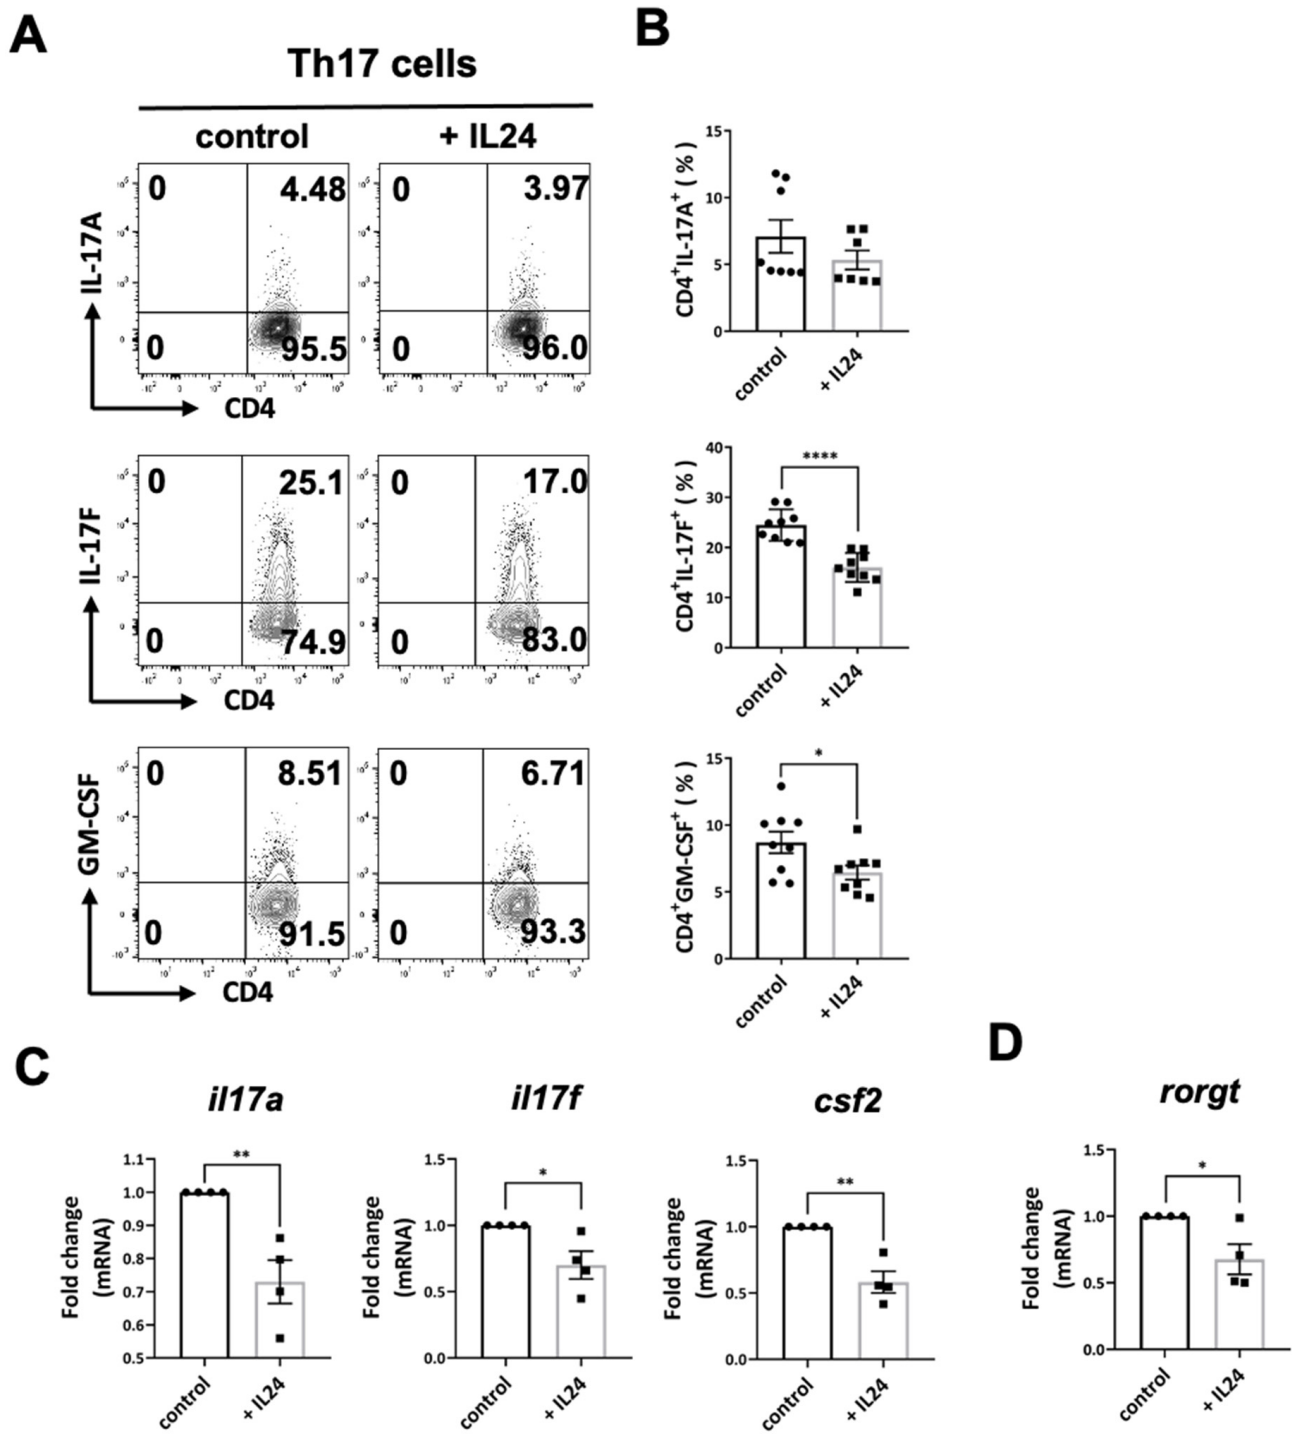 A
B
Th17 cells
control
+ IL24
0
4.48
0
3.97
0
95.5
0
96.0
IL-17A
CD4
CD4⁺IL-17A⁺ ( % )
15
10
5
0
control
+ IL24
0
25.1
0
17.0
0
74.9
0
83.0
IL-17F
CD4
CD4⁺IL-17F⁺ ( % )
40
30
20
10
0
****
control
+ IL24
0
8.51
0
6.71
0
91.5
0
93.3
GM-CSF
CD4
CD4⁺GM-CSF⁺ ( % )
15
10
5
0
*
control
+ IL24
C
il17a
Fold change
(mRNA)
1.1
1.0
0.9
0.8
0.7
0.6
0.5
**
control
+ IL24
il17f
Fold change
(mRNA)
1.5
1.0
0.5
0.0
*
control
+ IL24
csf2
Fold change
(mRNA)
1.5
1.0
0.5
0.0
**
control
+ IL24
D
rorgt
Fold change
(mRNA)
1.5
1.0
0.5
0.0
*
control
+ IL24